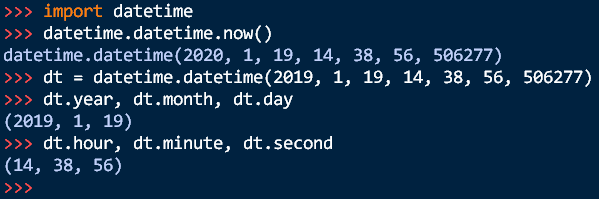 >>> import datetime
>>> datetime.datetime.now()
datetime.datetime(2020, 1, 19, 14, 38, 56, 506277)
>>> dt = datetime.datetime(2019, 1, 19, 14, 38, 56, 506277)
>>> dt.year, dt.month, dt.day
(2019, 1, 19)
>>> dt.hour, dt.minute, dt.second
(14, 38, 56)
>>>